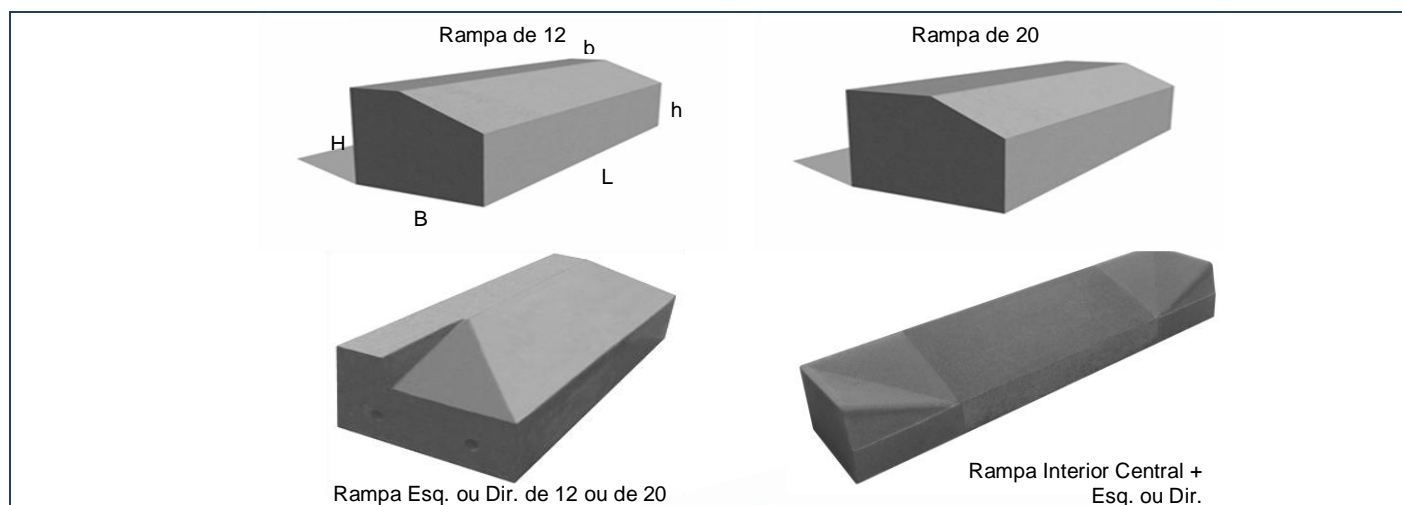 Rampa de 12
b
h
H
L
B
Rampa de 20
Rampa Esq. ou Dir. de 12 ou de 20
Rampa Interior Central +
Esq. ou Dir.